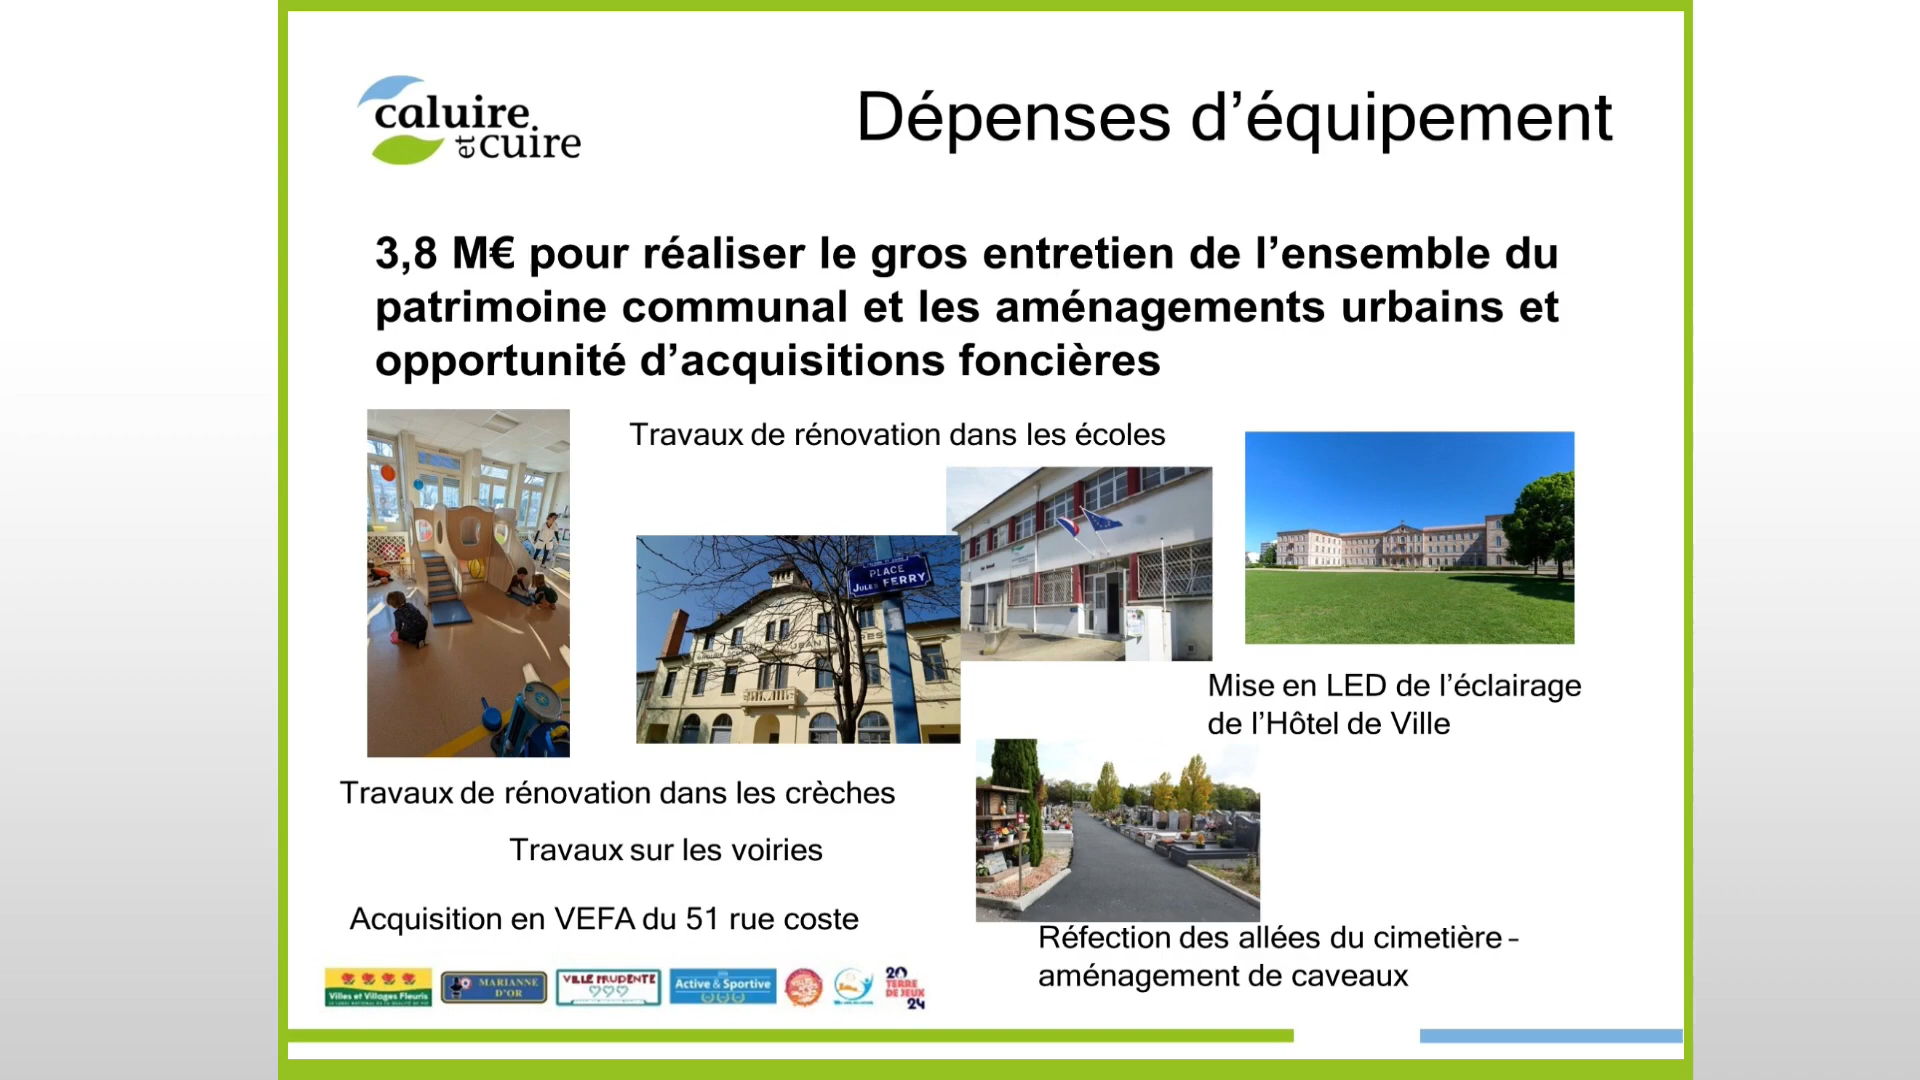 caluire
et cuire
Dépenses d’équipement
3,8 M€ pour réaliser le gros entretien de l’ensemble du
patrimoine communal et les aménagements urbains et
opportunité d’acquisitions foncières
Travaux de rénovation dans les écoles
PLACE
JULES FERRY
Mise en LED de l’éclairage
de l’Hôtel de Ville
Travaux de rénovation dans les crèches
Travaux sur les voiries
Acquisition en VEFA du 51 rue coste
Réfection des allées du cimetière –
aménagement de caveaux
Villes et Villages Fleuris
MARIANNE
D’OR
VILLE PRUDENTE
Active & Sportive
20
TERRE
DE JEUX
24